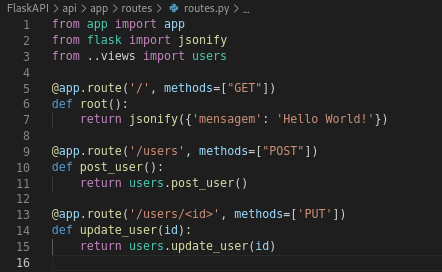 FlaskAPI > api > app > routes > routes.py > ...
1 from app import app
2 from flask import jsonify
3 from ..views import users
4
5 @app.route('/', methods=["GET"])
6 def root():
7     return jsonify({'mensagem': 'Hello World!'})
8
9 @app.route('/users', methods=["POST"])
10 def post_user():
11     return users.post_user()
12
13 @app.route('/users/<id>', methods=['PUT'])
14 def update_user(id):
15     return users.update_user(id)
16